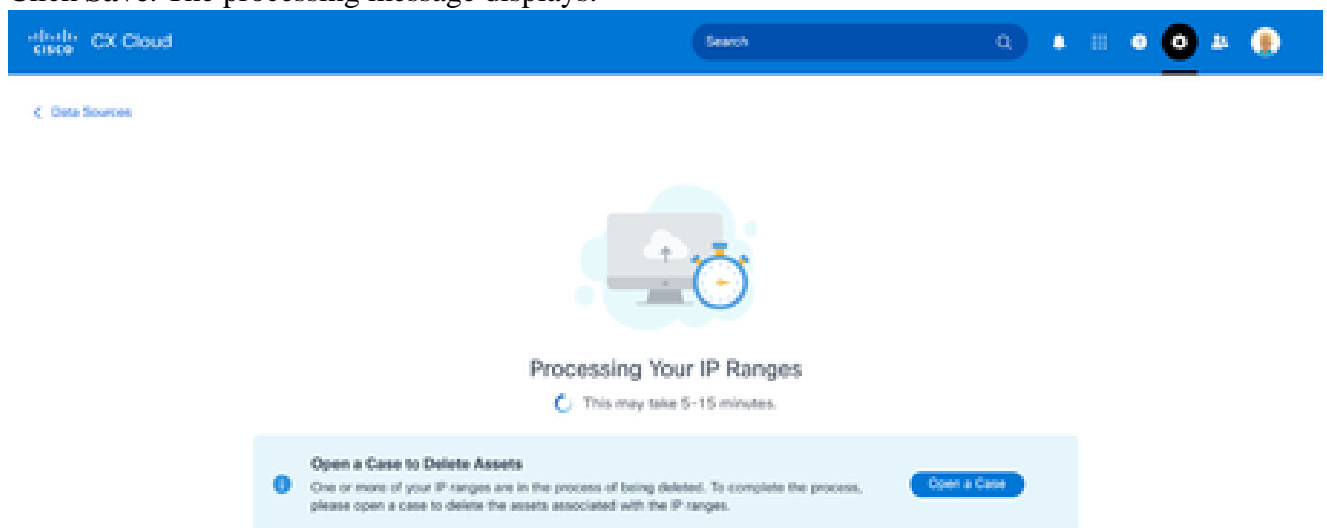 Click Save. The processing message displays.
CISCO CX Cloud
Search
Data Sources
Processing Your IP Ranges
This may take 5-15 minutes.
Open a Case to Delete Assets
One or more of your IP ranges are in the process of being deleted. To complete the process,
please open a case to delete the assets associated with the IP ranges.
Open a Case